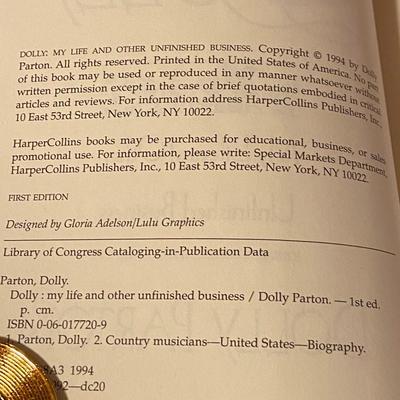 DOLLY: MY LIFE AND OTHER UNFINISHED BUSINESS. Copyright © 1994 by Dolly
Parton. All rights reserved. Printed in the United States of America. No part
of this book may be used or reproduced in any manner whatsoever without
written permission except in the case of brief quotations embodied in critical
articles and reviews. For information address HarperCollins Publishers, Inc.,
10 East 53rd Street, New York, NY 10022.
HarperCollins books may be purchased for educational, business, or sales
promotional use. For information, please write: Special Markets Department,
HarperCollins Publishers, Inc., 10 East 53rd Street, New York, NY 10022.
FIRST EDITION
Designed by Gloria Adelson/Lulu Graphics
Library of Congress Cataloging-in-Publication Data
Parton, Dolly.
Dolly : my life and other unfinished business / Dolly Parton. — 1st ed.
p. cm.
ISBN 0-06-017720-9
1. Parton, Dolly. 2. Country musicians—United States—Biography.
8A3 1994
092—dc20